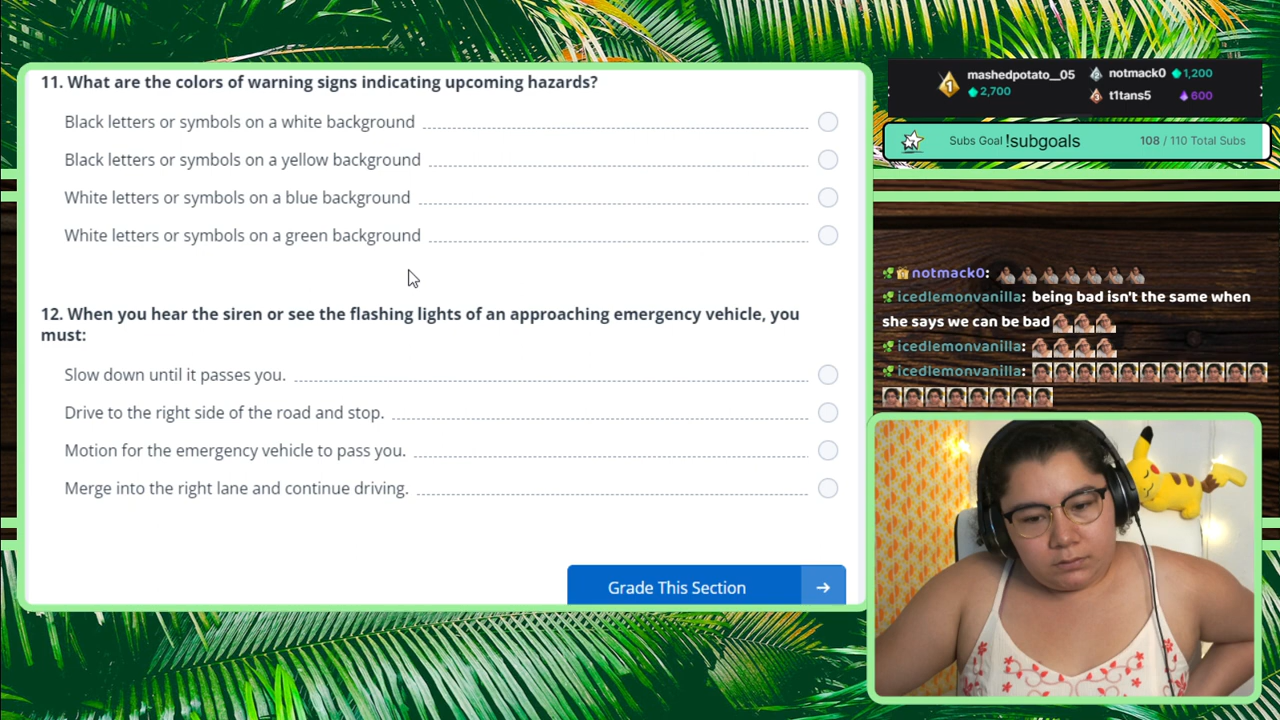 11. What are the colors of warning signs indicating upcoming hazards?
Black letters or symbols on a white background
Black letters or symbols on a yellow background
White letters or symbols on a blue background
White letters or symbols on a green background
12. When you hear the siren or see the flashing lights of an approaching emergency vehicle, you
must:
Slow down until it passes you.
Drive to the right side of the road and stop.
Motion for the emergency vehicle to pass you.
Merge into the right lane and continue driving.
Grade This Section
1 mashedpotato__05
2,700
2 notmack0 1,200
3 t1tans5 600
Subs Goal !subgoals 108 / 110 Total Subs
notmack0:
icedlemonvanilla: being bad isn't the same when
she says we can be bad
icedlemonvanilla:
icedlemonvanilla: